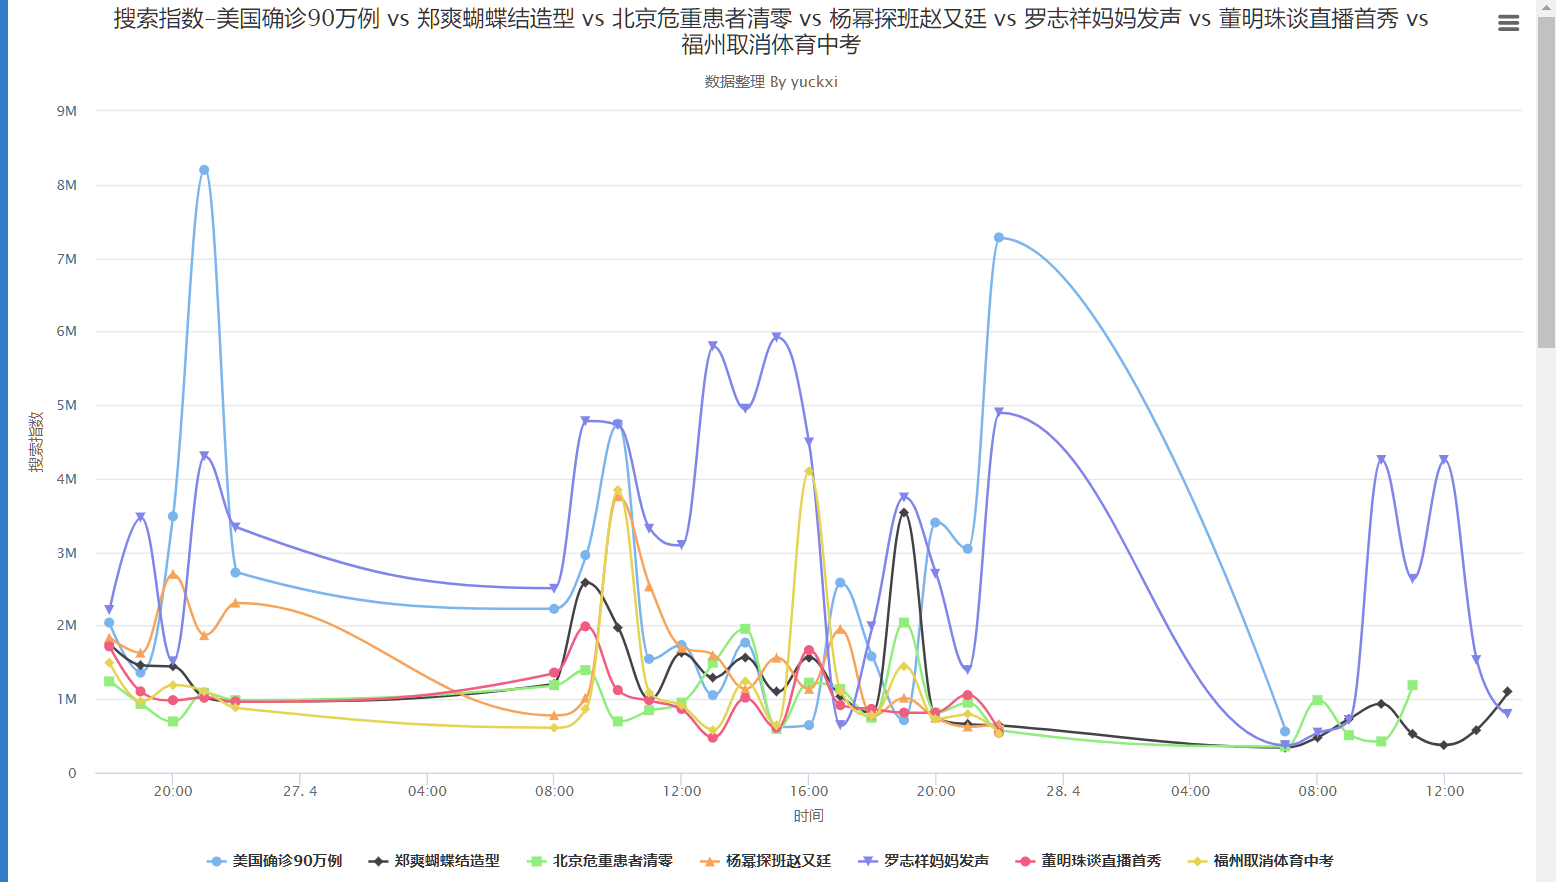 搜索指数-美国确诊90万例 vs 郑爽蝴蝶结造型 vs 北京危重患者清零 vs 杨幂探班赵又廷 vs 罗志祥妈妈发声 vs 董明珠谈直播首秀 vs
福州取消体育中考
数据整理 By yuckxi
9M
8M
7M
6M
5M
4M
3M
2M
1M
0
搜索指数
20:00 27. 4 04:00 08:00 12:00 16:00 20:00 28. 4 04:00 08:00 12:00
时间
美国确诊90万例 郑爽蝴蝶结造型 北京危重患者清零 杨幂探班赵又廷 罗志祥妈妈发声 董明珠谈直播首秀 福州取消体育中考